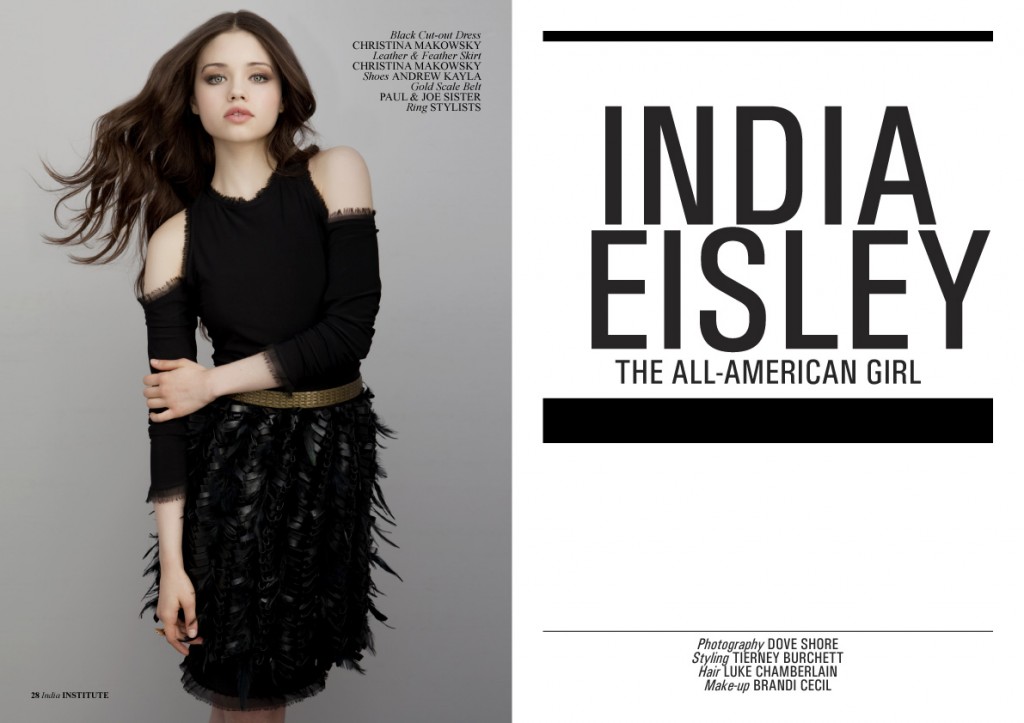 Black Cut-out Dress
CHRISTINA MAKOWSKY
Leather & Feather Skirt
CHRISTINA MAKOWSKY
Shoes ANDREW KAYLA
Gold Scale Belt
PAUL & JOE SISTER
Ring STYLISTS
28 India INSTITUTE
INDIA
EISLEY
THE ALL-AMERICAN GIRL
Photography DOVE SHORE
Styling TIERNEY BURCHETT
Hair LUKE CHAMBERLAIN
Make-up BRANDI CECIL